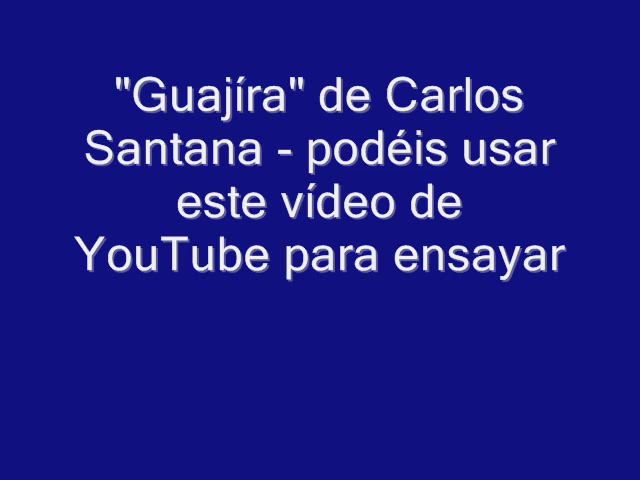 "Guajíra" de Carlos
Santana - podéis usar
este vídeo de
YouTube para ensayar